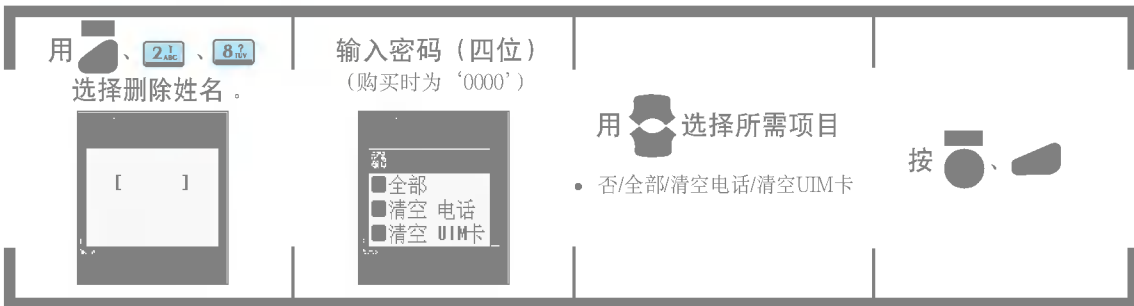 用、2ABC、8TUV
选择删除姓名。
[ ]
输入密码（四位）
（购买时为‘0000’）
全部
清空 电话
清空 UIM卡
用选择所需项目
• 否/全部/清空电话/清空UIM卡
按、